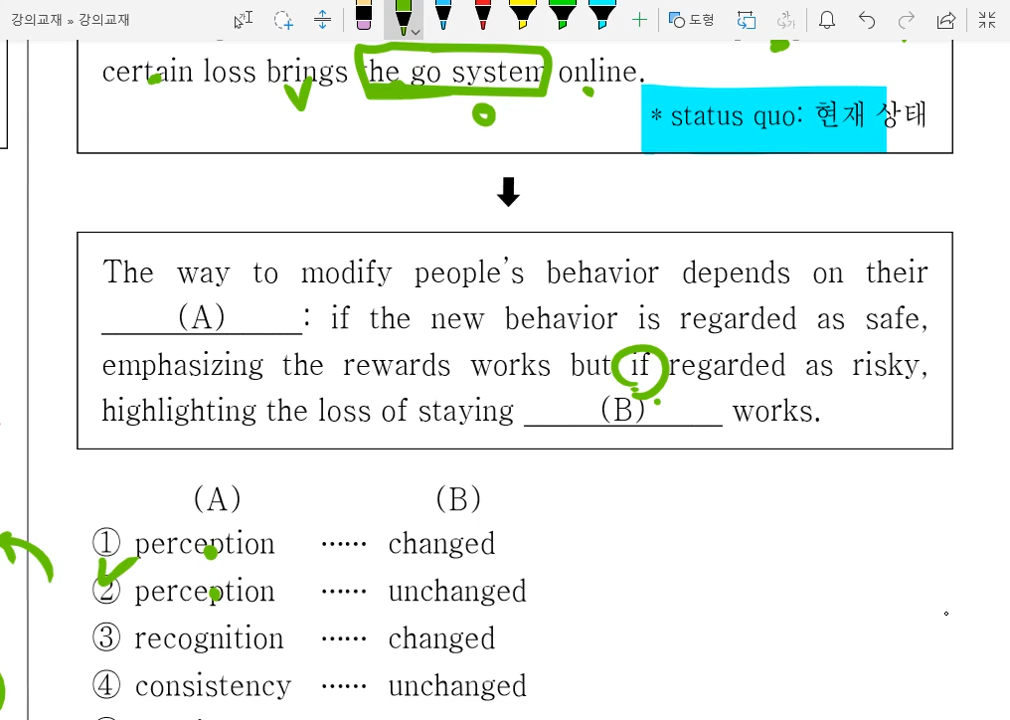 강의교재 » 강의교재
도형
가
certain loss brings the go system online.
* status quo: 현재 상태
The way to modify people's behavior depends on their
(A) : if the new behavior is regarded as safe,
emphasizing the rewards works but if regarded as risky,
highlighting the loss of staying (B) works.
(A) (B)
① perception …… changed
② perception …… unchanged
③ recognition …… changed
④ consistency …… unchanged